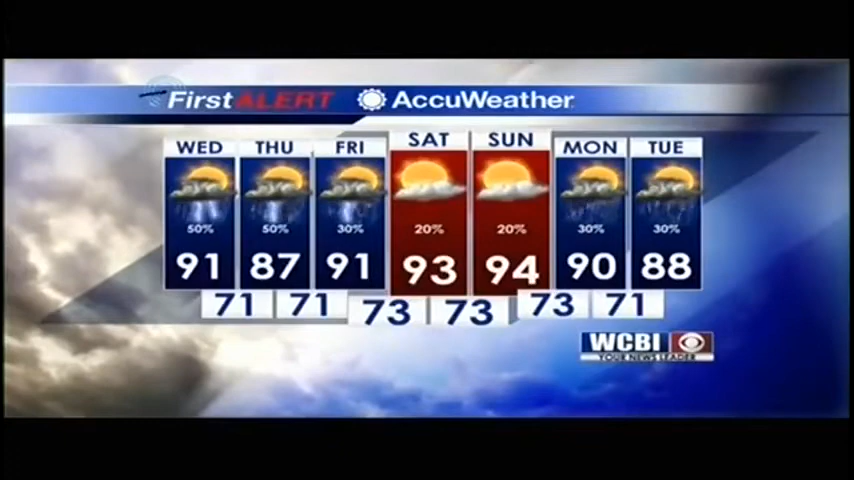 First ALERT AccuWeather
WED THU FRI SAT SUN MON TUE
50% 50% 30% 20% 20% 30% 30%
91 87 91 93 94 90 88
71 71 73 73 73 71
WCBI
YOUR NEWS LEADER